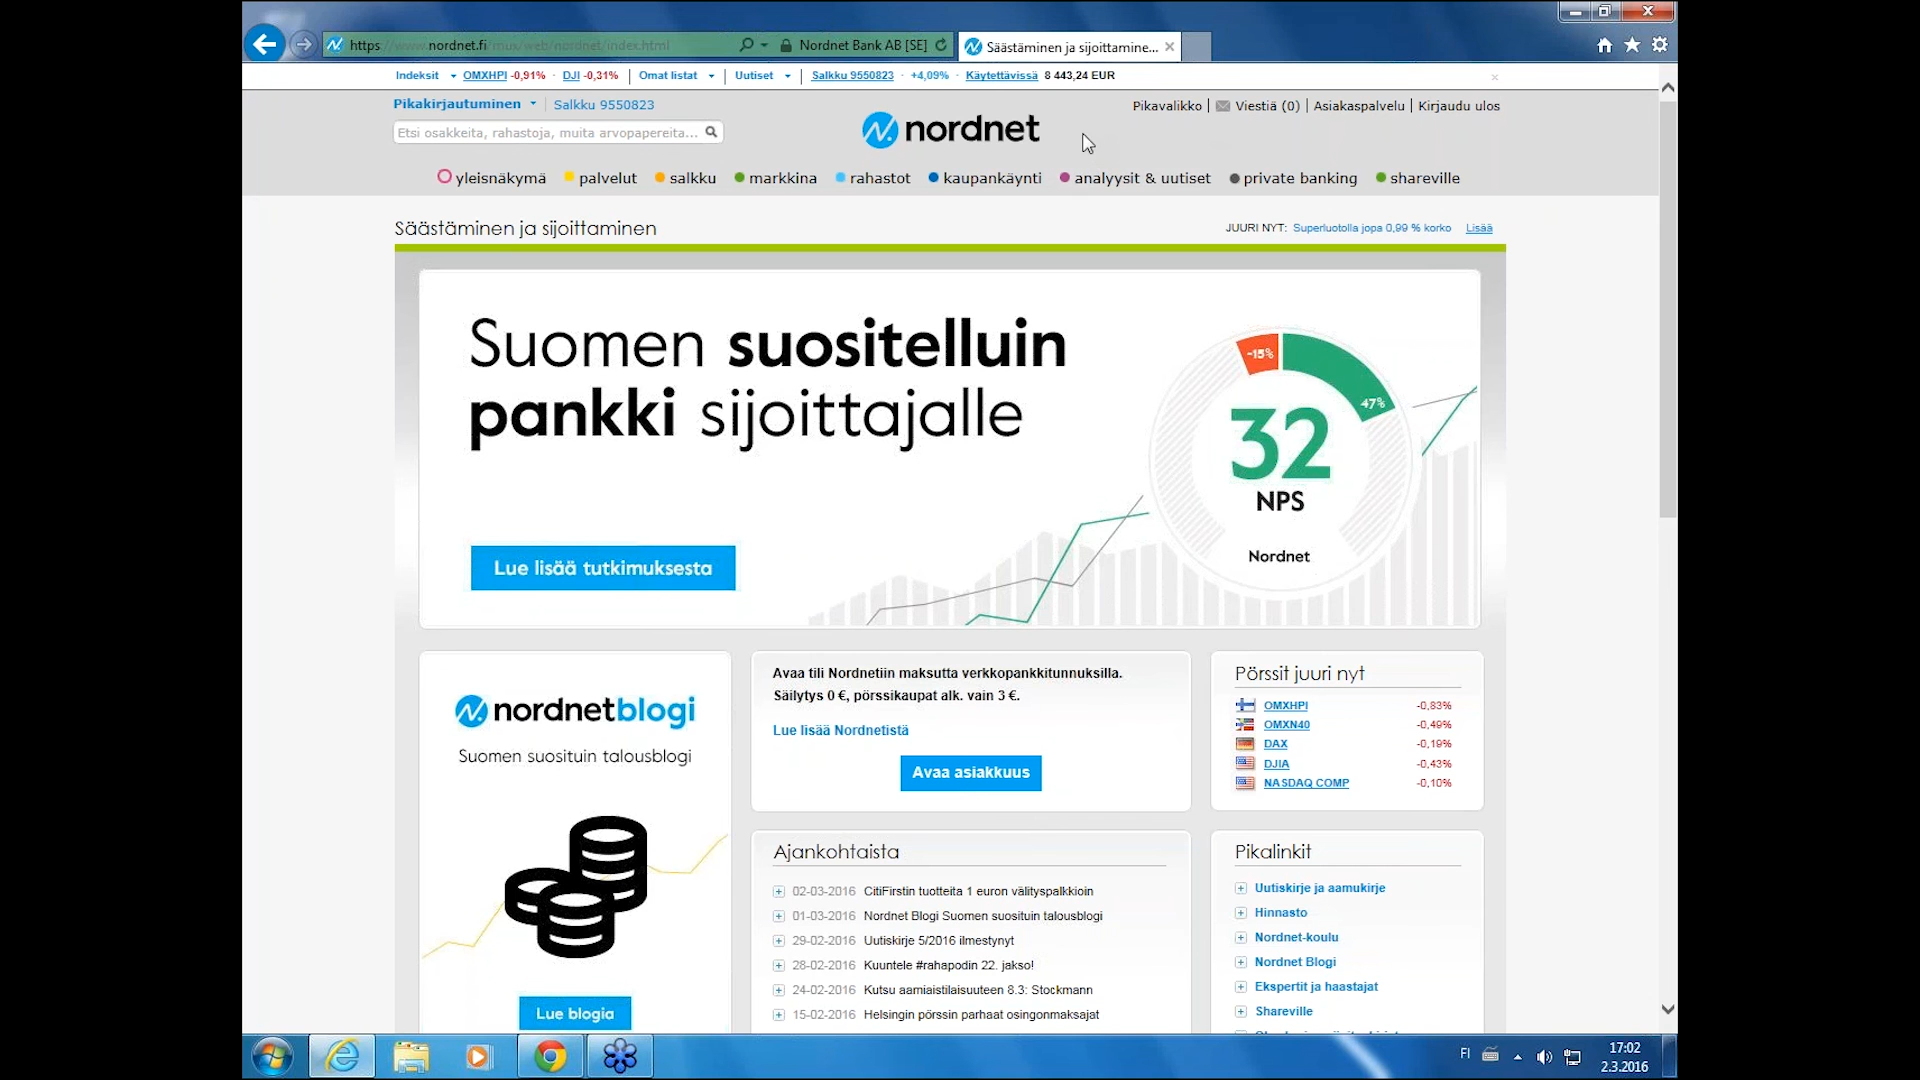 https://www.nordnet.fi/mux/web/nordnet/index.html
Nordnet Bank AB [SE]
Säästäminen ja sijoittamine...
Indeksit OMXHPI -0,91% · DJI -0,31% | Omat listat | Uutiset | Salkku 9550823 · +4,09% · Käytettävissä 8 443,24 EUR
Pikakirjautuminen | Salkku 9550823
Pikavalikko | Viestiä (0) | Asiakaspalvelu | Kirjaudu ulos
Etsi osakkeita, rahastoja, muita arvopapereita...
nordnet
yleisnäkymä palvelut salkku markkina rahastot kaupankäynti analyysit & uutiset private banking shareville
Säästäminen ja sijoittaminen
JUURI NYT: Superluotolla jopa 0,99 % korko Lisää
Suomen suositelluin
pankki sijoittajalle
-15%
47%
32
NPS
Nordnet
Lue lisää tutkimuksesta
nordnetblogi
Suomen suosituin talousblogi
Lue blogia
Avaa tili Nordnetiin maksutta verkkopankkitunnuksilla.
Säilytys 0 €, pörssikaupat alk. vain 3 €.
Lue lisää Nordnetistä
Avaa asiakkuus
Pörssit juuri nyt
OMXHPI -0,83%
OMXN40 -0,49%
DAX -0,19%
DJIA -0,43%
NASDAQ COMP -0,10%
Ajankohtaista
02-03-2016 CitiFirstin tuotteita 1 euron välityspalkkioin
01-03-2016 Nordnet Blogi Suomen suosituin talousblogi
29-02-2016 Uutiskirje 5/2016 ilmestynyt
28-02-2016 Kuuntele #rahapodin 22. jakso!
24-02-2016 Kutsu aamiaistilaisuuteen 8.3: Stockmann
15-02-2016 Helsingin pörssin parhaat osingonmaksajat
Pikalinkit
Uutiskirje ja aamukirje
Hinnasto
Nordnet-koulu
Nordnet Blogi
Ekspertit ja haastajat
Shareville
FI
17:02
2.3.2016